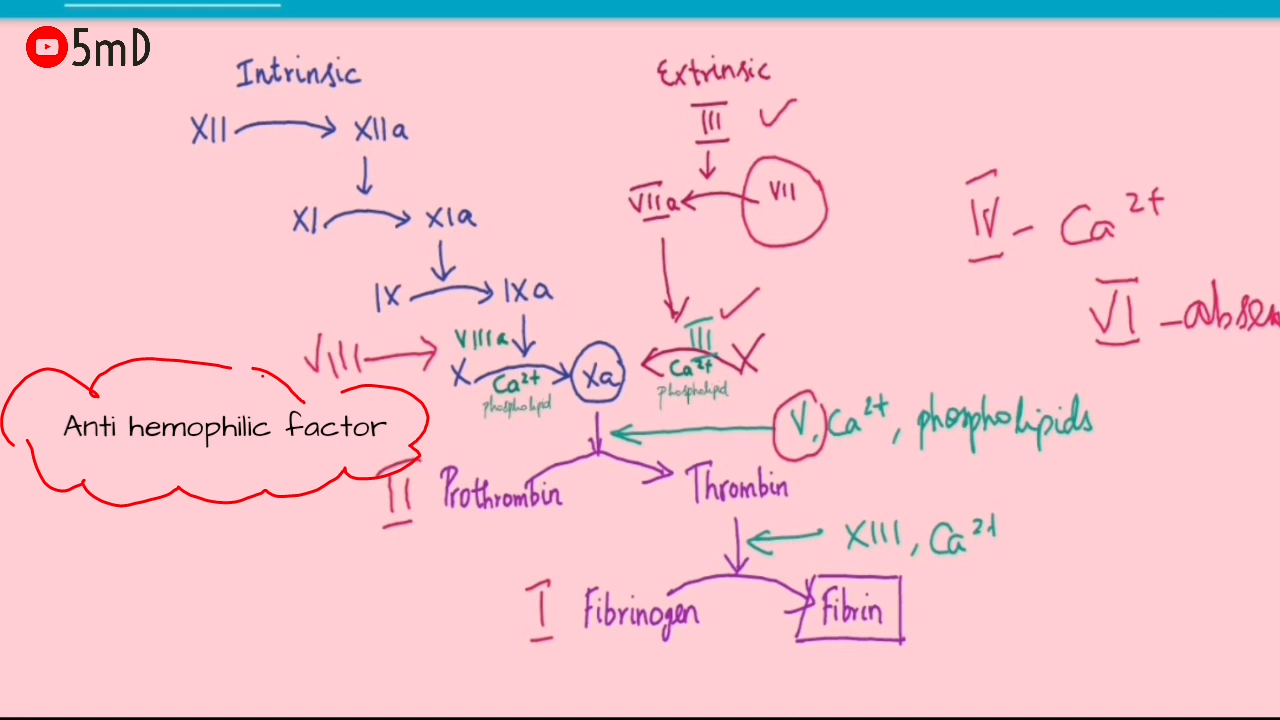 5mD
Intrinsic
Extrinsic
XII XIIa
III
XI XIa
VIIa VII
IV - Ca2+
IX IXa
VI - absen
VIII VIIIa
III
X Xa X
Ca2+
phospholipid
Ca2+
phospholipid
Anti hemophilic factor
V, Ca2+, phospholipids
II Prothrombin Thrombin
XIII, Ca2+
I Fibrinogen Fibrin